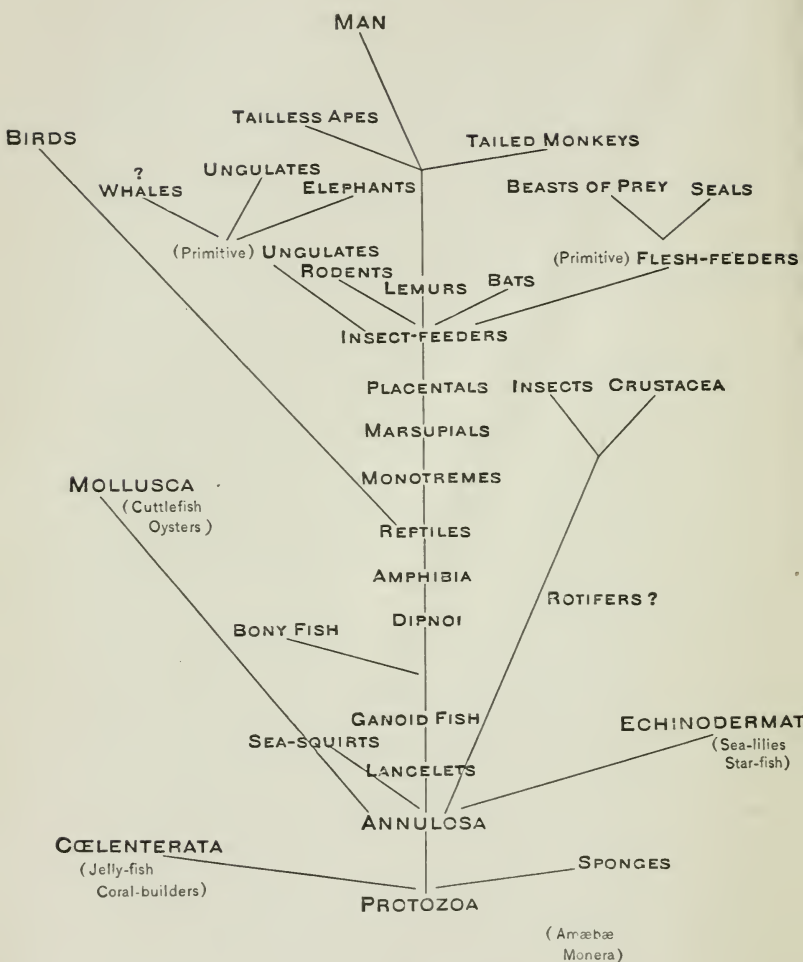 MAN
TAILLESS APES
BIRDS
TAILED MONKEYS
?
UNGULATES
WHALES
ELEPHANTS
BEASTS OF PREY
SEALS
(Primitive) UNGULATES
(Primitive) FLESH-FEEDERS
RODENTS
LEMURS
BATS
INSECT-FEEDERS
PLACENTALS
INSECTS
CRUSTACEA
MARSUPIALS
MONOTREMES
MOLLUSCA
(Cuttlefish
Oysters)
REPTILES
AMPHIBIA
ROTIFERS?
DIPNOI
BONY FISH
GANOID FISH
ECHINODERMAT
(Sea-lilies
Star-fish)
SEA-SQUIRTS
LANCELETS
ANNULOSA
CŒLENTERATA
(Jelly-fish
Coral-builders)
SPONGES
PROTOZOA
(Amæbæ
Monera)